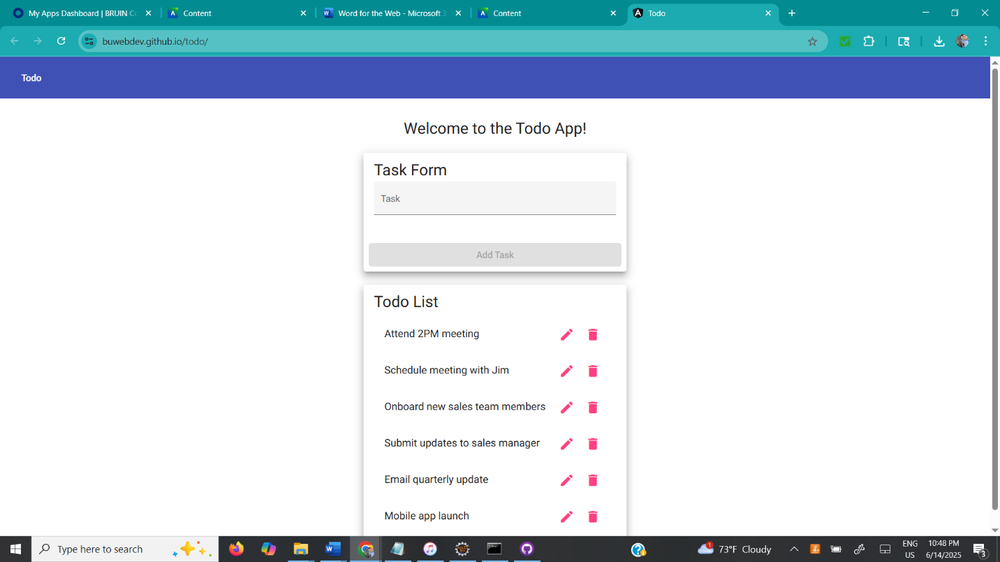 My Apps Dashboard | BRUIN Co
Content
Word for the Web - Microsoft 3
Content
Todo
buwebdev.github.io/todo/
Todo
Welcome to the Todo App!
Task Form
Task
Add Task
Todo List
Attend 2PM meeting
Schedule meeting with Jim
Onboard new sales team members
Submit updates to sales manager
Email quarterly update
Mobile app launch
Type here to search
1
73°F Cloudy
ENG
US
10:48 PM
6/14/2025
3